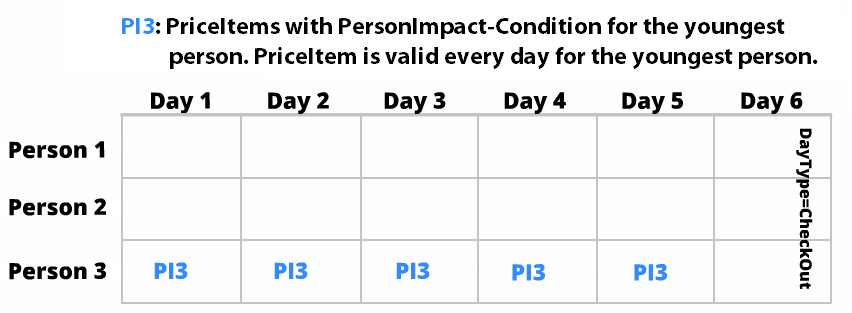 PI3: PriceItems with PersonImpact-Condition for the youngest
person. PriceItem is valid every day for the youngest person.
Day 1 Day 2 Day 3 Day 4 Day 5 Day 6
Person 1
Person 2
Person 3 PI3 PI3 PI3 PI3 PI3
DayType=CheckOut